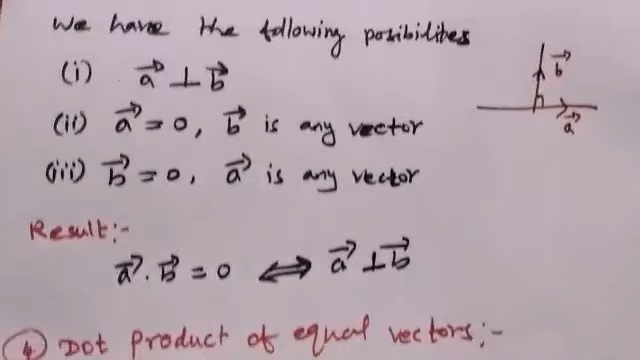 We have the following posibilites
(i) a⃗ ⊥ b⃗
(ii) a⃗ = 0, b⃗ is any vector
(iii) b⃗ = 0, a⃗ is any vector
b⃗
a⃗
Result:-
a⃗ . b⃗ = 0 ⟺ a⃗ ⊥ b⃗
④ Dot product of equal vectors:-